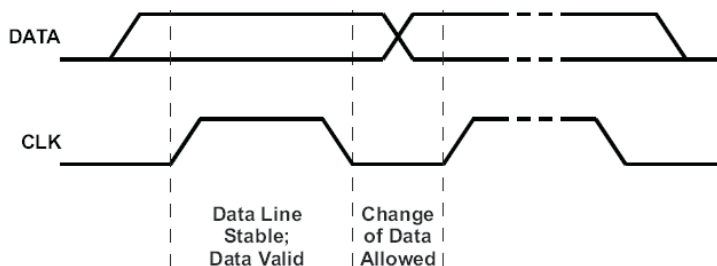 DATA
CLK
Data Line
Stable;
Data Valid
Change
of Data
Allowed